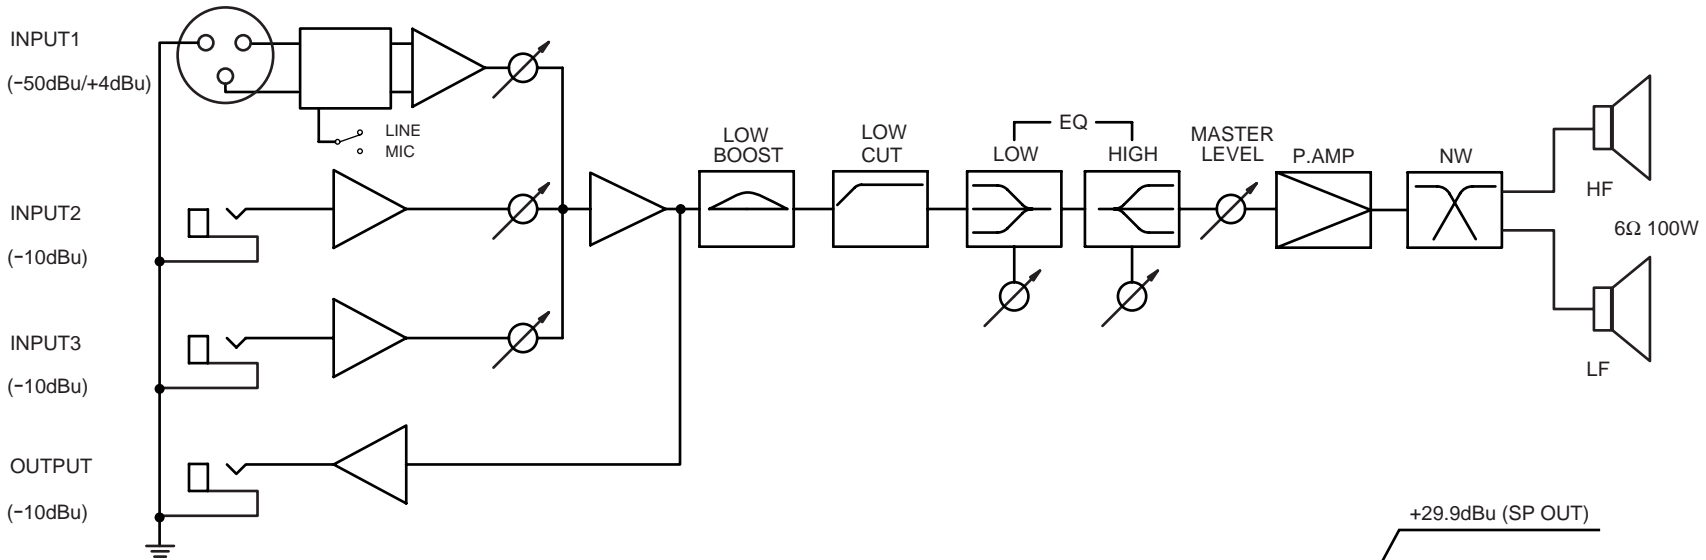 INPUT1
(−50dBu/+4dBu)
LINE
MIC
INPUT2
(−10dBu)
INPUT3
(−10dBu)
OUTPUT
(−10dBu)
LOW
BOOST
LOW
CUT
EQ
LOW
HIGH
MASTER
LEVEL
P.AMP
NW
HF
6Ω 100W
LF
+29.9dBu (SP OUT)